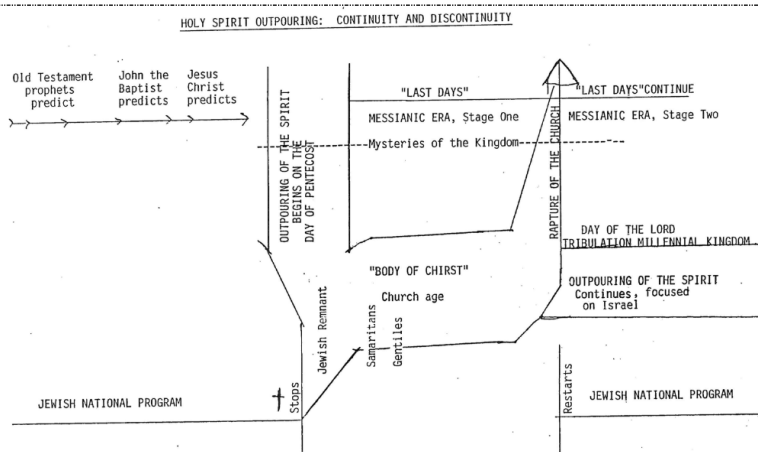 HOLY SPIRIT OUTPOURING: CONTINUITY AND DISCONTINUITY
Old Testament
prophets
predict
John the
Baptist
predicts
Jesus
Christ
predicts
OUTPOURING OF THE SPIRIT
BEGINS ON THE
DAY OF PENTECOST
"LAST DAYS"
MESSIANIC ERA, Stage One
Mysteries of the Kingdom
RAPTURE OF THE CHURCH
"LAST DAYS"CONTINUE
MESSIANIC ERA, Stage Two
DAY OF THE LORD
TRIBULATION MILLENNIAL KINGDOM
OUTPOURING OF THE SPIRIT
Continues, focused
on Israel
"BODY OF CHIRST"
Church age
Jewish Remnant
Samaritans
Gentiles
JEWISH NATIONAL PROGRAM
Stops
Restarts
JEWISH NATIONAL PROGRAM